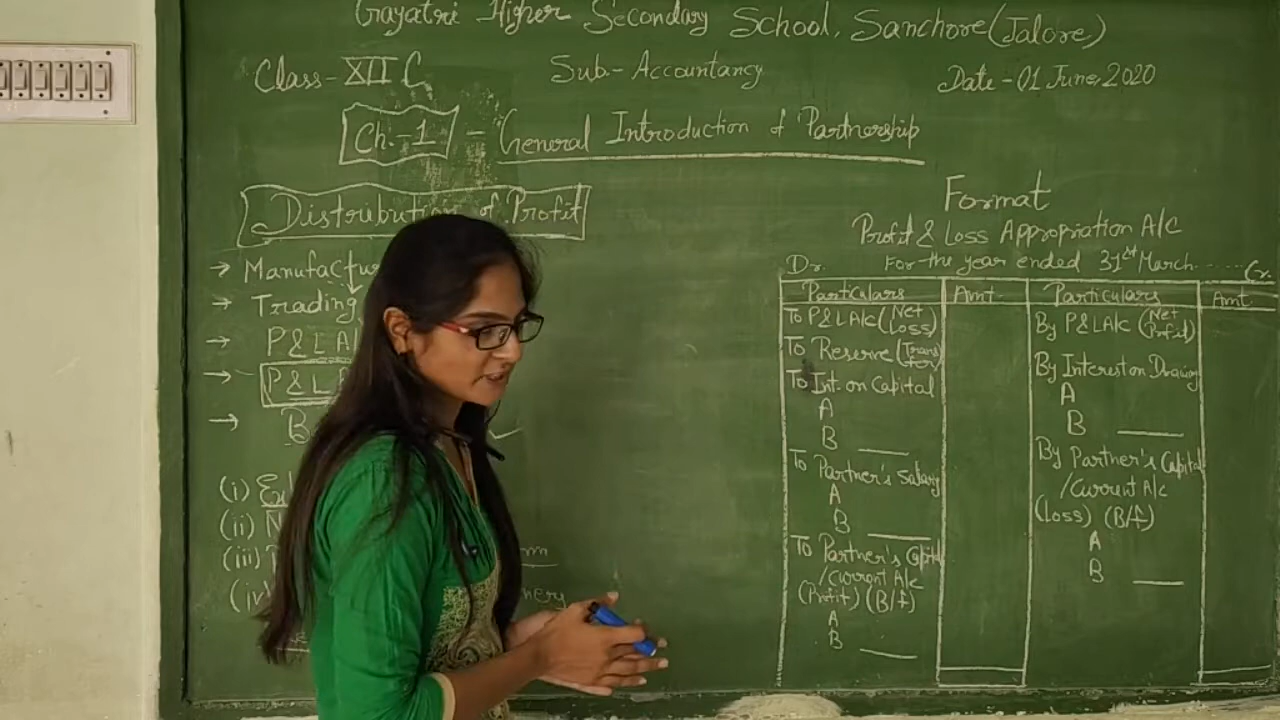 Gayatri Higher Secondary School, Sanchore (Jalore)
Class-XII C
Sub-Accountancy
Date-01 June, 2020
Ch.-1 - General Introduction of Partnership
Distribution of Profit
→ Manufactu
→ Trading
→ P&L A
→ P&L
→ B
(i)
(ii) N
(iii)
(iv)
Format
Profit & Loss Appropriation A/c
For the year ended 31st March......
Dr. Cr.
Particulars Amt. Particulars Amt.
To P&L A/c (Net Loss)
To Reserve (Transfer)
To Int. on Capital
A
B
To Partner's Salary
A
B
To Partner's Capital
/Current A/c
(Profit) (B/f)
A
B
By P&L A/c (Net Profit)
By Interest on Drawing
A
B
By Partner's Capital
/Current A/c
(Loss) (B/f)
A
B